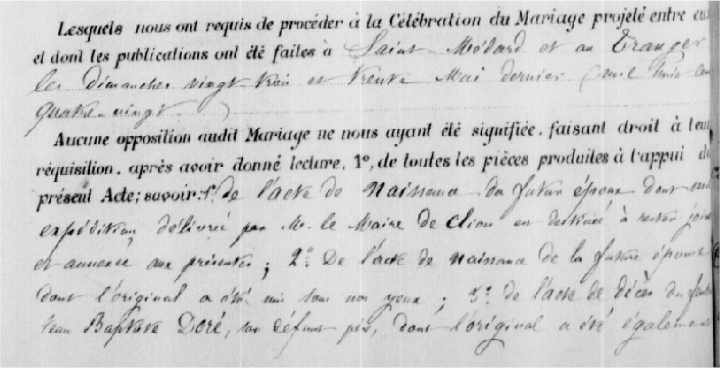 Lesquels nous ont requis de procéder à la Célébration du Mariage projeté entre eux
et dont les publications ont été faites à Saint-Médard et au Tranger
les dimanches vingt-trois et trente Mai dernier (mil huit cent
quatre-vingt.)
Aucune opposition audit Mariage ne nous ayant été signifiée, faisant droit à leur
réquisition, après avoir donné lecture, 1°, de toutes les pièces produites à l'appui du
présent Acte; savoir: 1° de l'acte de Naissance du futur époux dont une
expédition délivrée par Mr. le Maire de Clion est destinée à rester jointe
et annexée aux présentes; 2° De l'acte de Naissance de la future épouse
dont l'original a été mis sous nos yeux; 3° de l'acte de décès du
Jean Baptiste Doré, son défunt père, dont l'original a été également